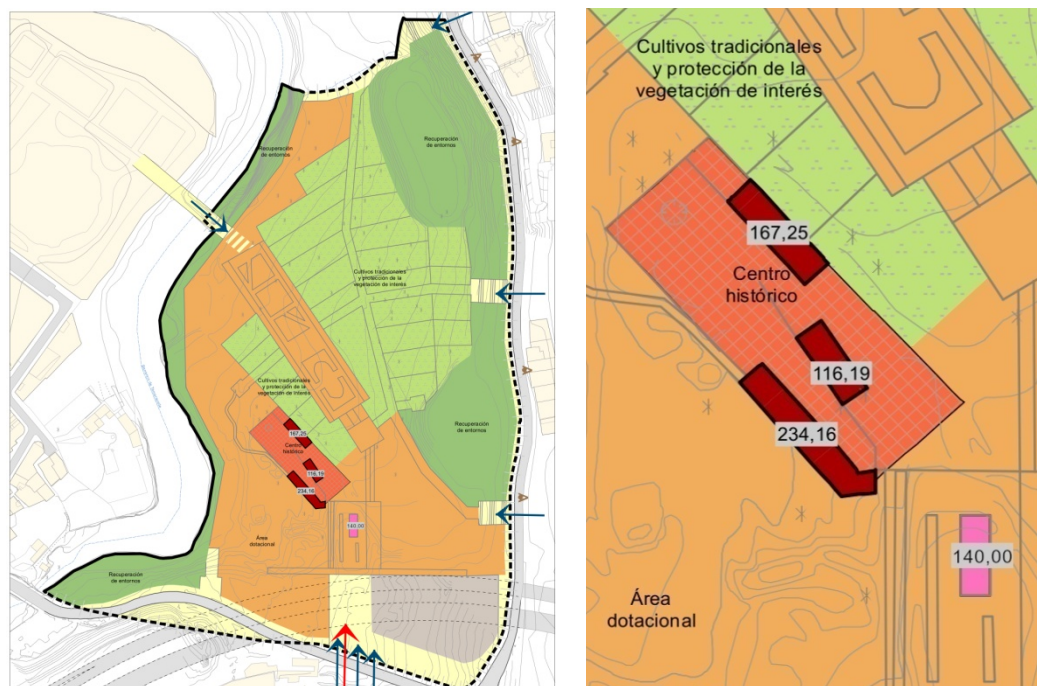 Recuperación
de entornos
Recuperación
de entornos
Cultivos tradicionales
y protección de la
vegetación de interés
Cultivos tradicionales
y protección de la
vegetación de interés
Recuperación
de entornos
167,25
Centro
histórico
116,19
234,16
140,00
Área
dotacional
Recuperación
de entornos
Cultivos tradicionales
y protección de la
vegetación de interés
167,25
Centro
histórico
116,19
234,16
140,00
Área
dotacional